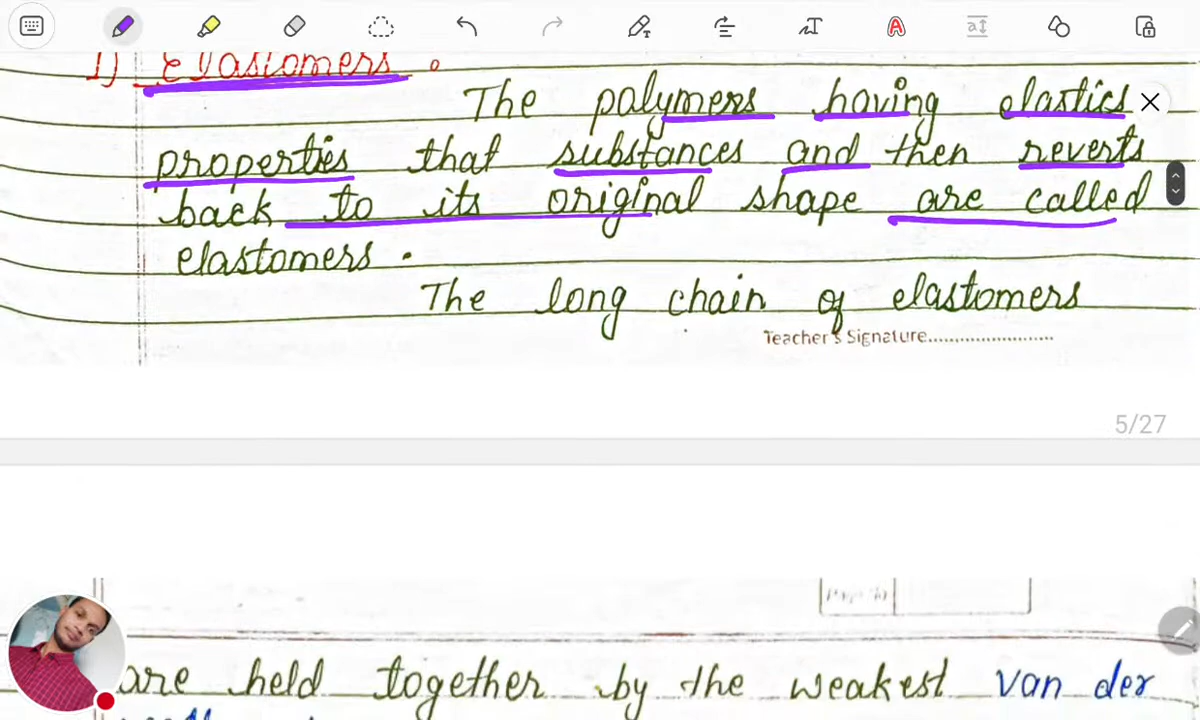 1) Elastomers :
The polymers having elastics
properties that substances and then reverts
back to its original shape are called
elastomers .
The long chain of elastomers
Teacher's Signature........................
5/27
are held together by the weakest van der